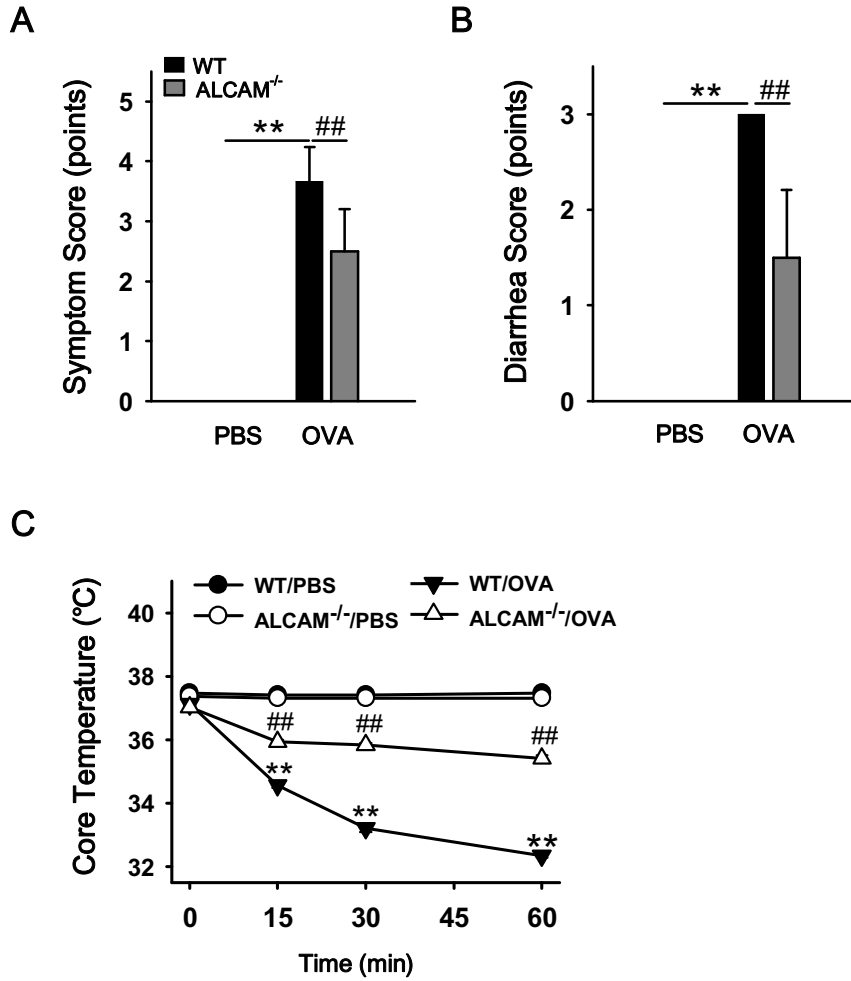 A
WT
ALCAM-/-
Symptom Score (points)
5
4
3
2
1
0
**
##
PBS OVA
B
Diarrhea Score (points)
3
2
1
0
**
##
PBS OVA
C
WT/PBS WT/OVA
ALCAM-/-/PBS ALCAM-/-/OVA
Core Temperature (°C)
40
38
36
34
32
## ## ##
** ** **
0 15 30 45 60
Time (min)